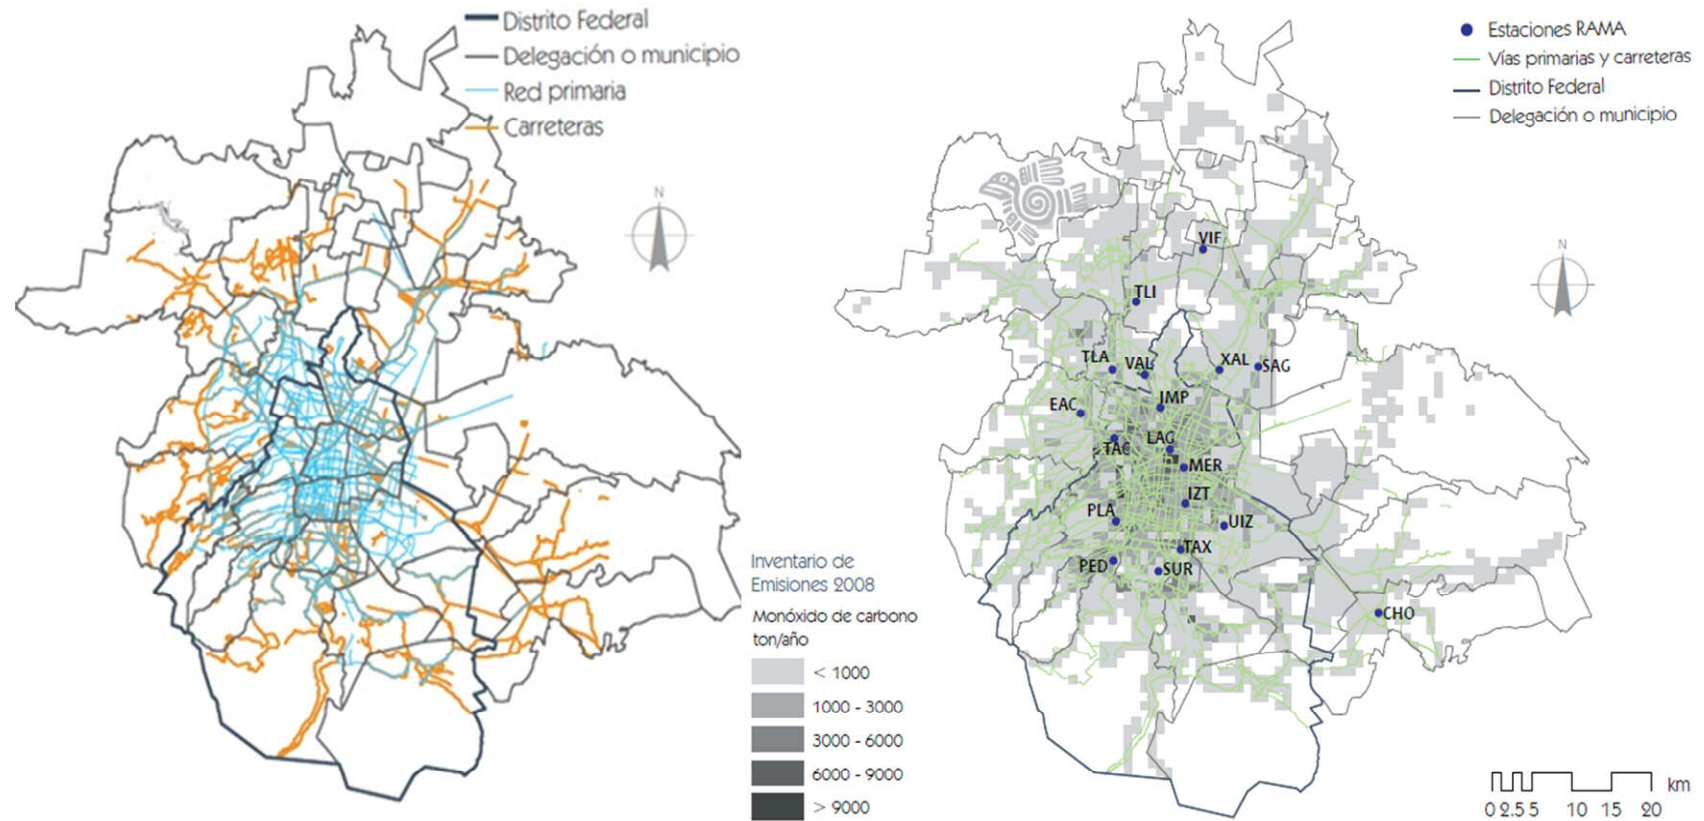 Distrito Federal
Delegación o municipio
Red primaria
Carreteras
N
Inventario de
Emisiones 2008
Monóxido de carbono
ton/año
< 1000
1000 - 3000
3000 - 6000
6000 - 9000
> 9000
Estaciones RAMA
Vías primarias y carreteras
Distrito Federal
Delegación o municipio
N
VIF
TLI
TLA
VAL
XAL
SAG
EAC
IMP
TAC
LAG
MER
IZT
PLA
UIZ
TAX
PED
SUR
CHO
km
0 2.5 5 10 15 20